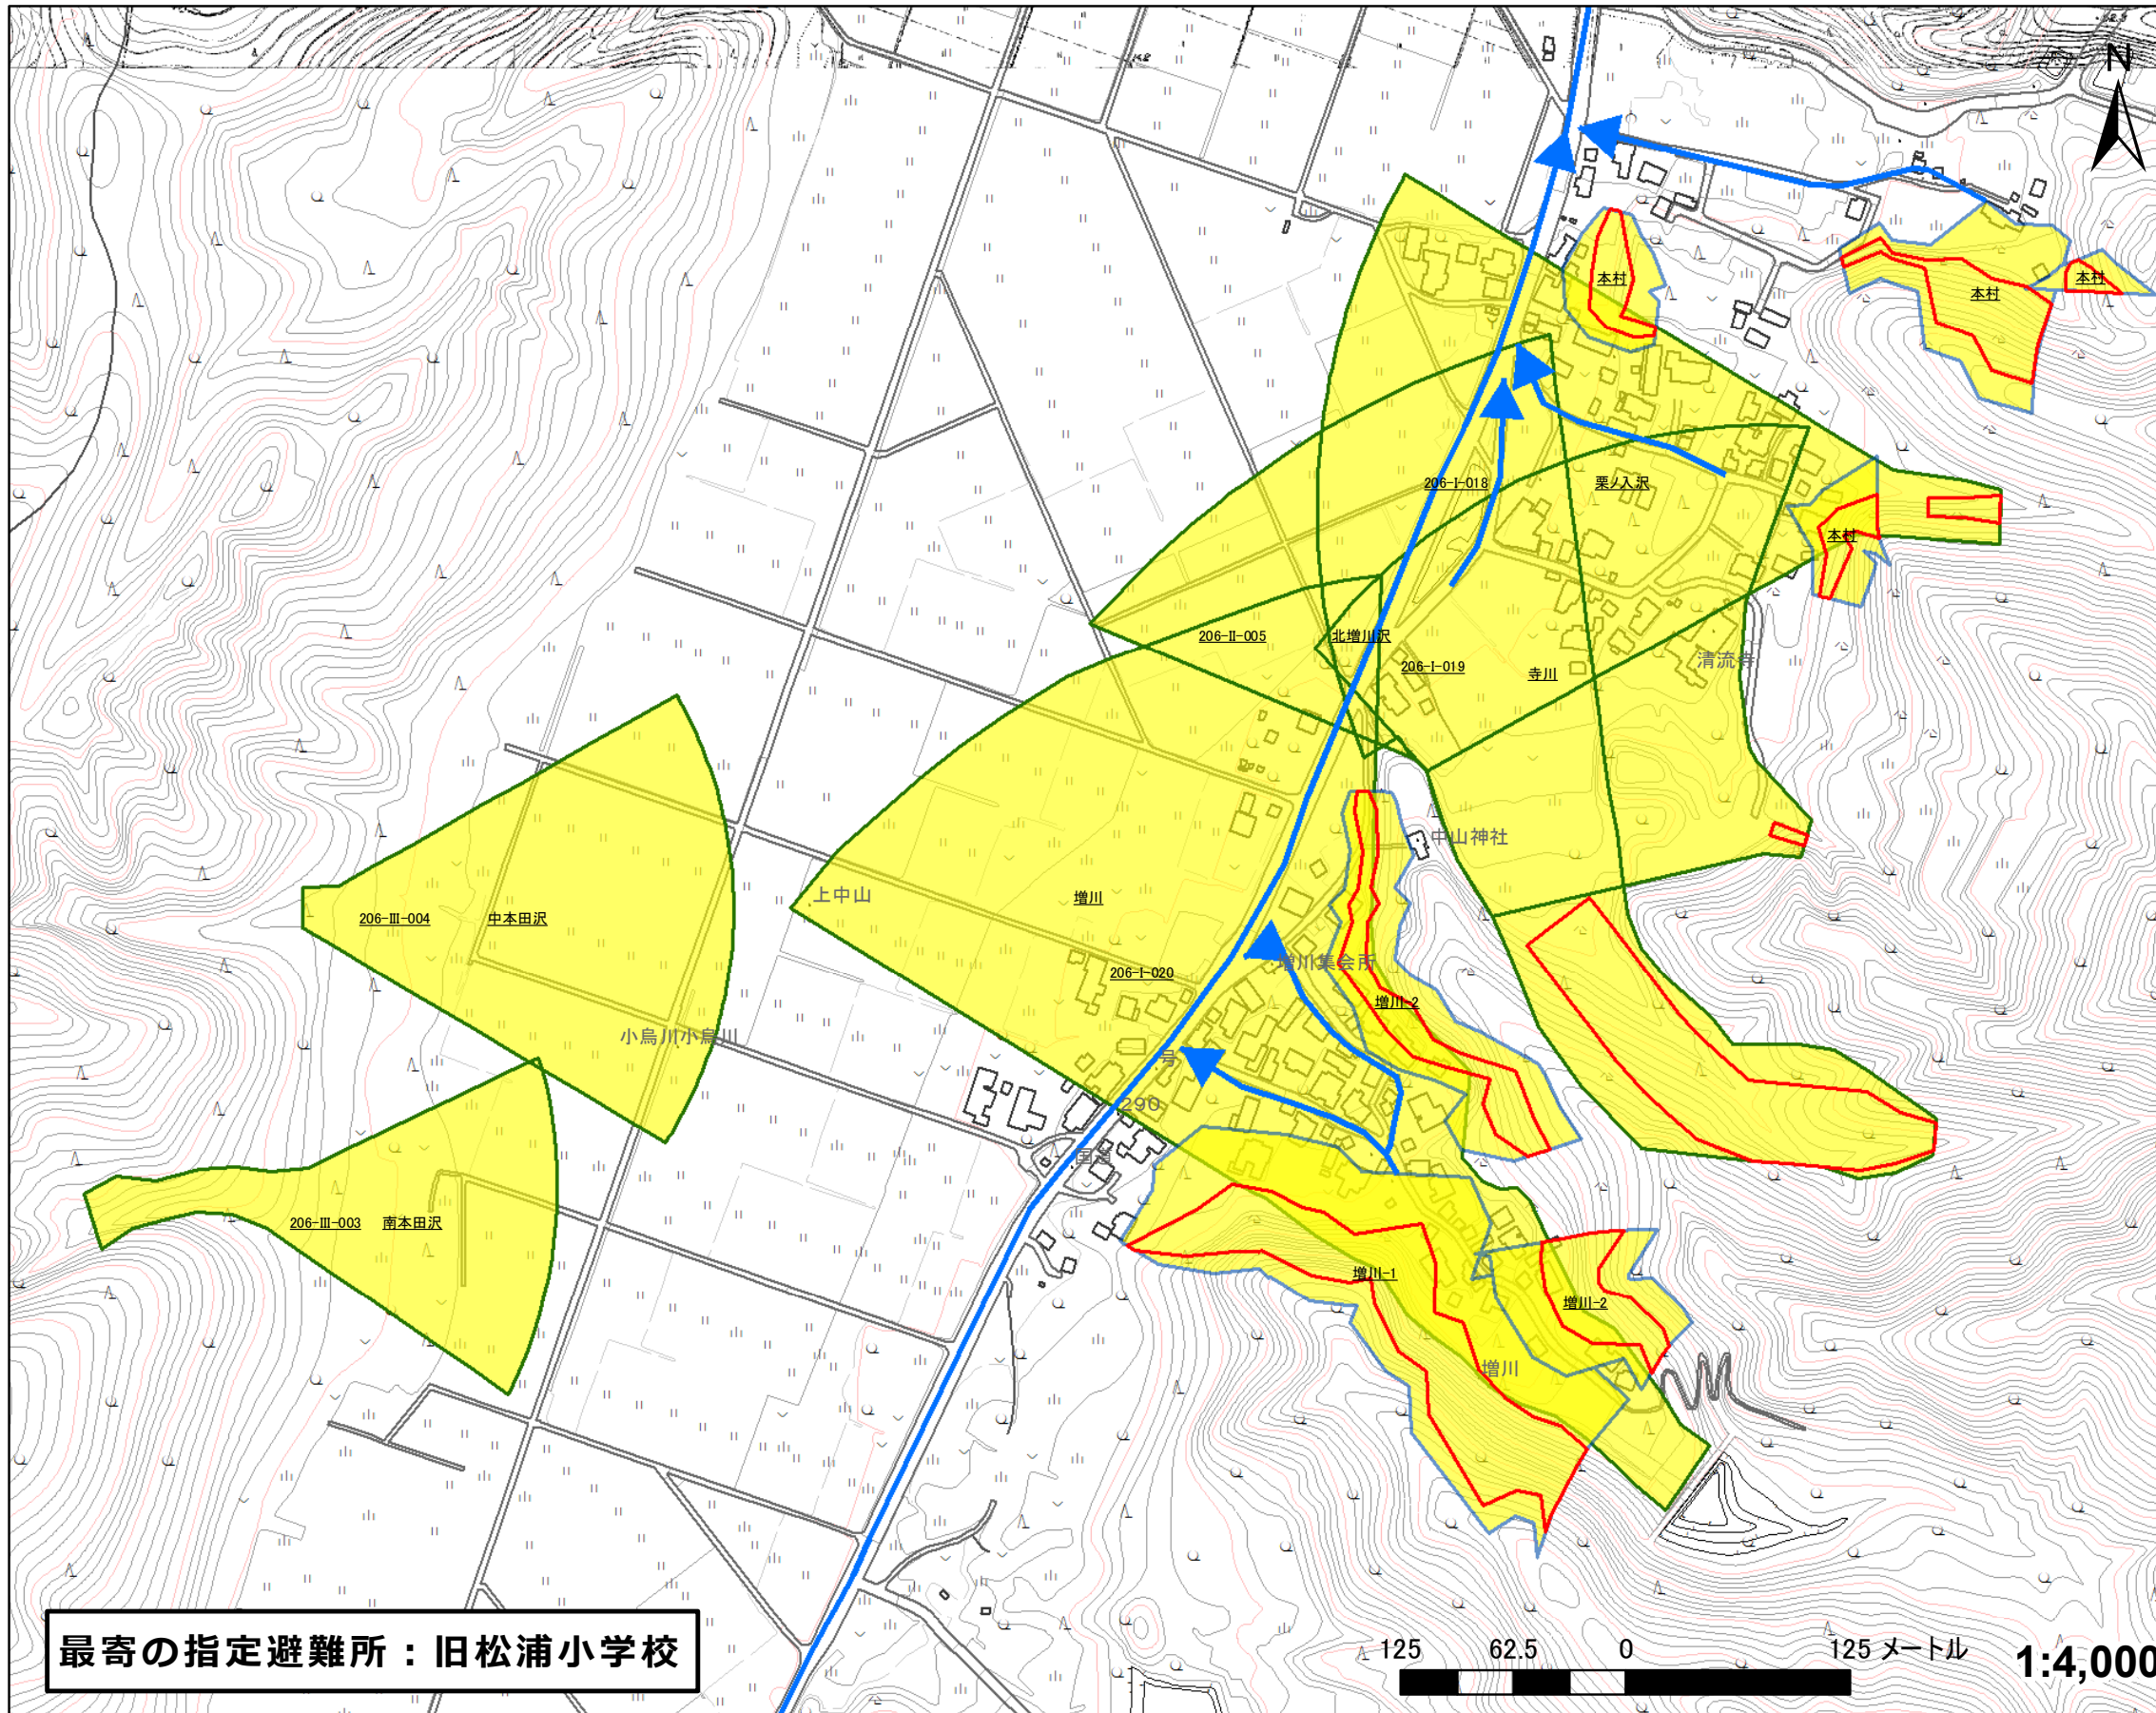 N
本村
本村
本村
206-Ⅰ-018
栗ノ入沢
本村
206-Ⅱ-005
北増川沢
206-Ⅰ-019
寺川
清流寺
中山神社
上中山
増川
206-Ⅲ-004
中本田沢
206-Ⅰ-020
増川集会所
増川-2
小烏川小烏川
号
290
国道
206-Ⅲ-003
南本田沢
増川-1
増川-2
増川
最寄の指定避難所：旧松浦小学校
125
62.5
0
125 メートル
1:4,000